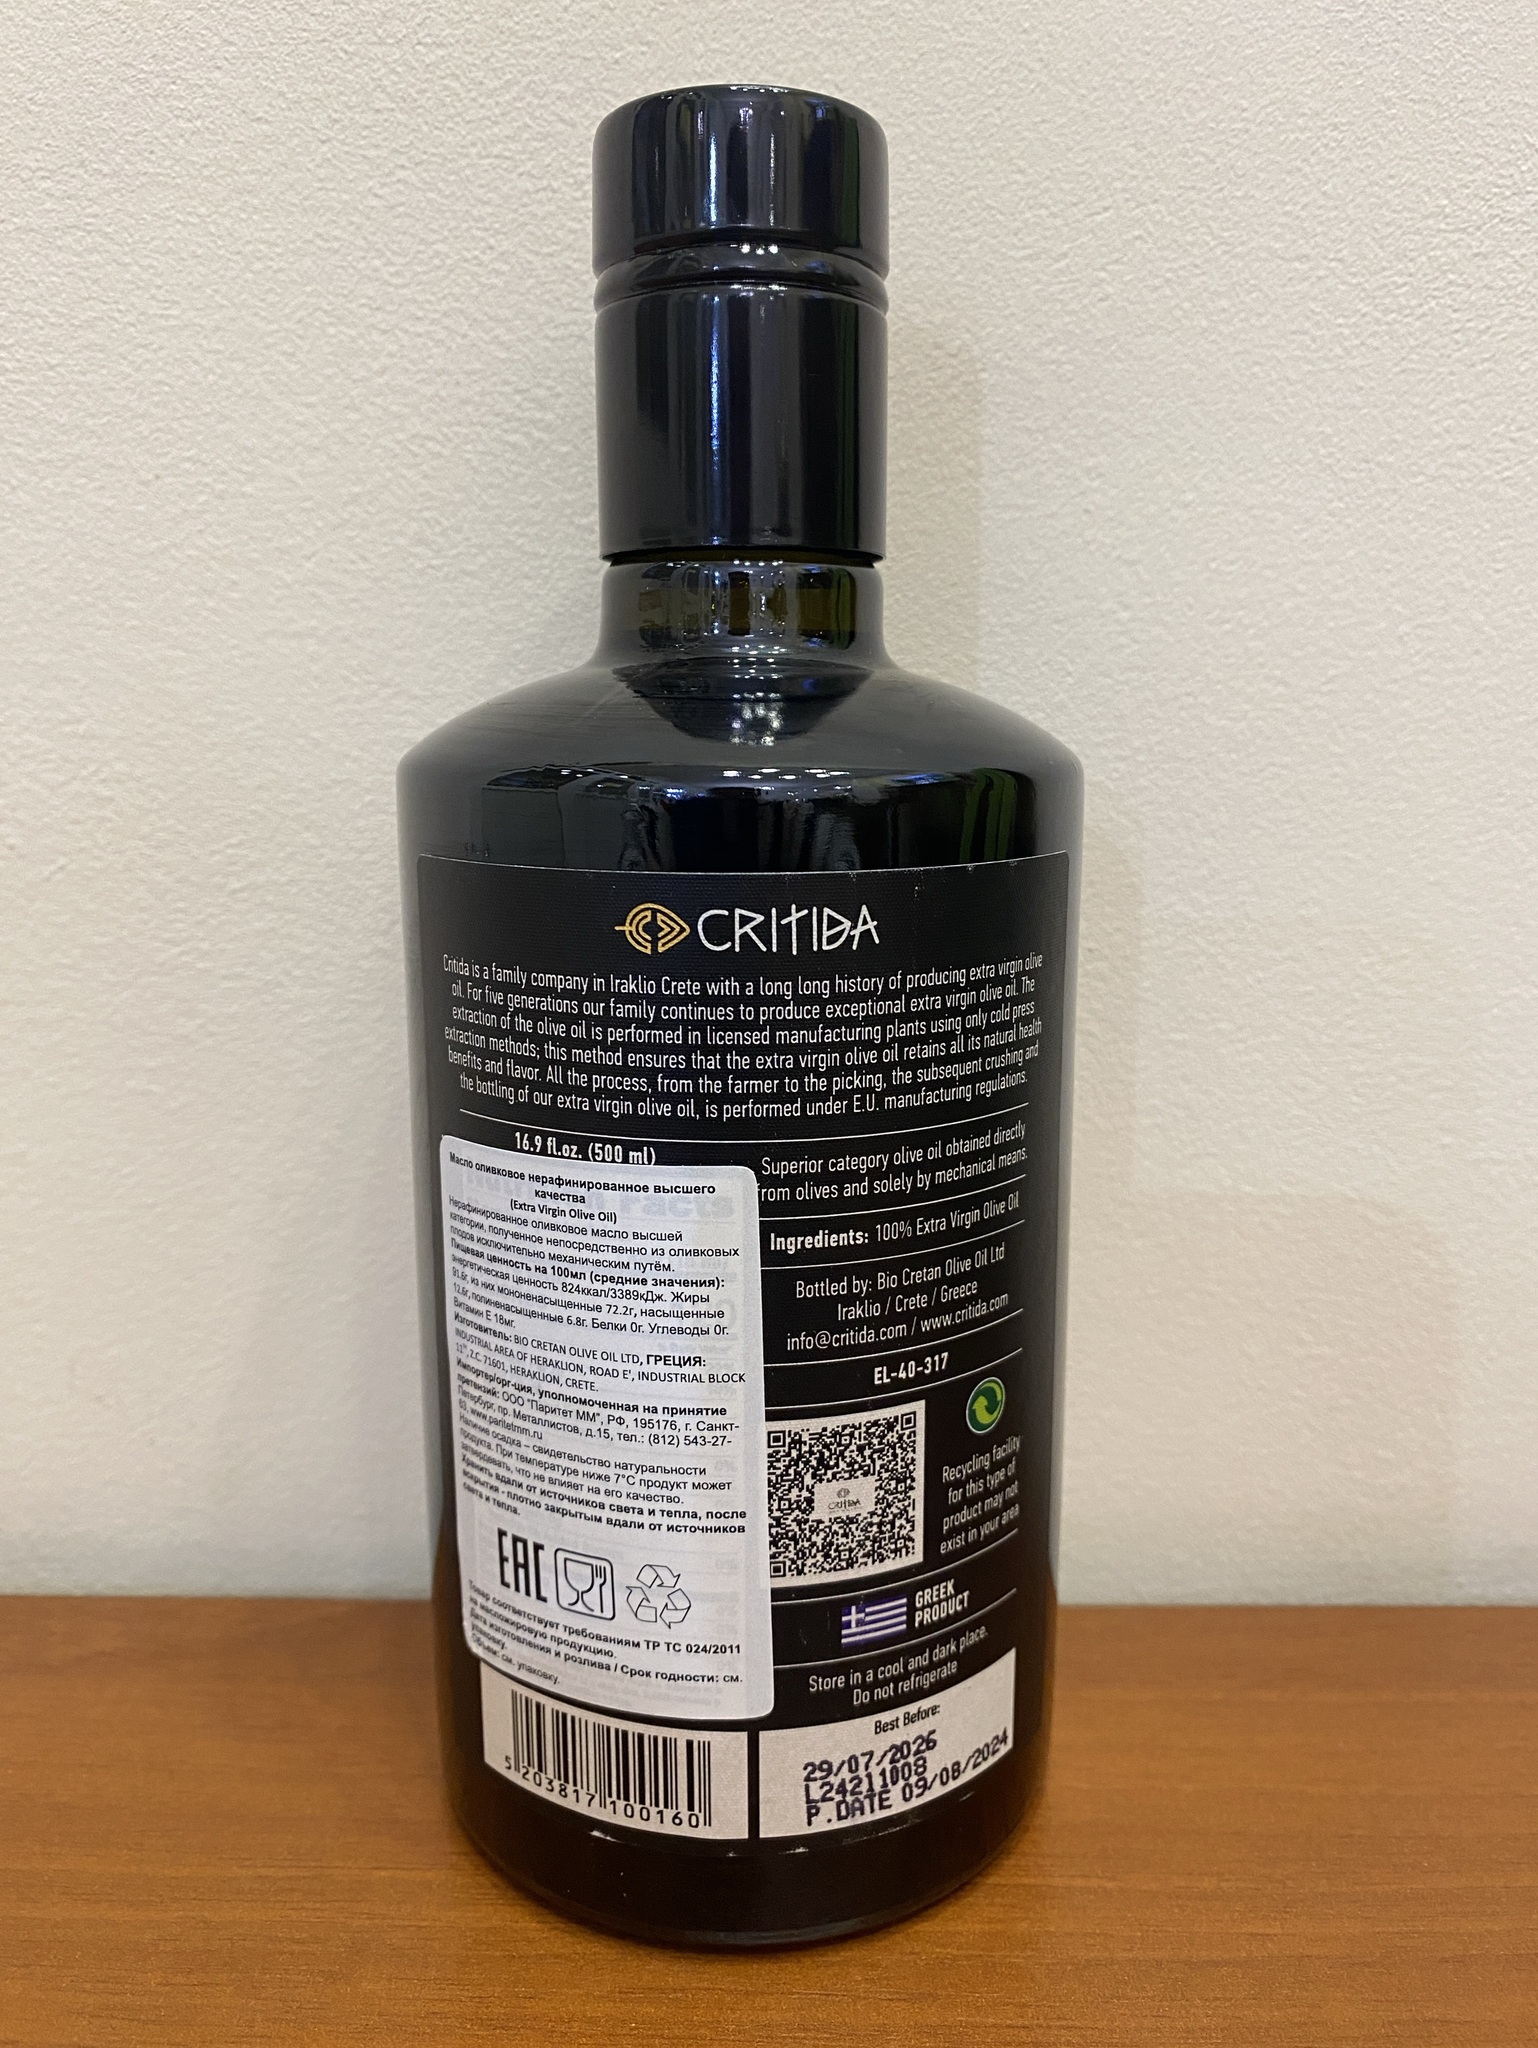 CRITIDA
Critida is a family company in Iraklio Crete with a long long history of producing extra virgin olive
oil. For five generations our family continues to produce exceptional extra virgin olive oil. The
extraction of the olive oil is performed in licensed manufacturing plants using only cold press
extraction methods; this method ensures that the extra virgin olive oil retains all its natural health
benefits and flavor. All the process, from the farmer to the picking, the subsequent crushing and
the bottling of our extra virgin olive oil, is performed under E.U. manufacturing regulations.
16.9 fl.oz. (500 ml)
Масло оливковое нерафинированное высшего
качества
(Extra Virgin Olive Oil)
Нерафинированное оливковое масло высшей
категории, полученное непосредственно из оливковых
плодов исключительно механическим путём.
Пищевая ценность на 100мл (средние значения):
энергетическая ценность 824ккал/3389кДж. Жиры
91.6г, из них мононенасыщенные 72.2г, насыщенные
12.6г, полиненасыщенные 6.8г. Белки 0г. Углеводы 0г.
Витамин Е 18мг.
Изготовитель: BIO CRETAN OLIVE OIL LTD, ГРЕЦИЯ:
INDUSTRIAL AREA OF HERAKLION, ROAD E', INDUSTRIAL BLOCK
11TH, Z.C. 71601, HERAKLION, CRETE.
Импортер/орг-ция, уполномоченная на принятие
претензий: ООО "Паритет ММ", РФ, 195176, г. Санкт-
Петербург, пр. Металлистов, д.15, тел.: (812) 543-27-
63, www.paritetmm.ru
Наличие осадка – свидетельство натуральности
продукта. При температуре ниже 7°С продукт может
затвердевать, что не влияет на его качество.
Хранить вдали от источников света и тепла, после
вскрытия - плотно закрытым вдали от источников
света и тепла.
EAC
Товар соответствует требованиям ТР ТС 024/2011
на масложировую продукцию.
Дата изготовления и розлива / Срок годности: см.
упаковку.
Объем: см. упаковку.
5 203817 100160
Superior category olive oil obtained directly
from olives and solely by mechanical means.
Ingredients: 100% Extra Virgin Olive Oil
Bottled by: Bio Cretan Olive Oil Ltd
Iraklio / Crete / Greece
info@critida.com / www.critida.com
EL-40-317
CRITIDA
Recycling facility
for this type of
product may not
exist in your area
GREEK
PRODUCT
Store in a cool and dark place.
Do not refrigerate
Best Before:
29/07/2026
L24211008
P.DATE 09/08/2024